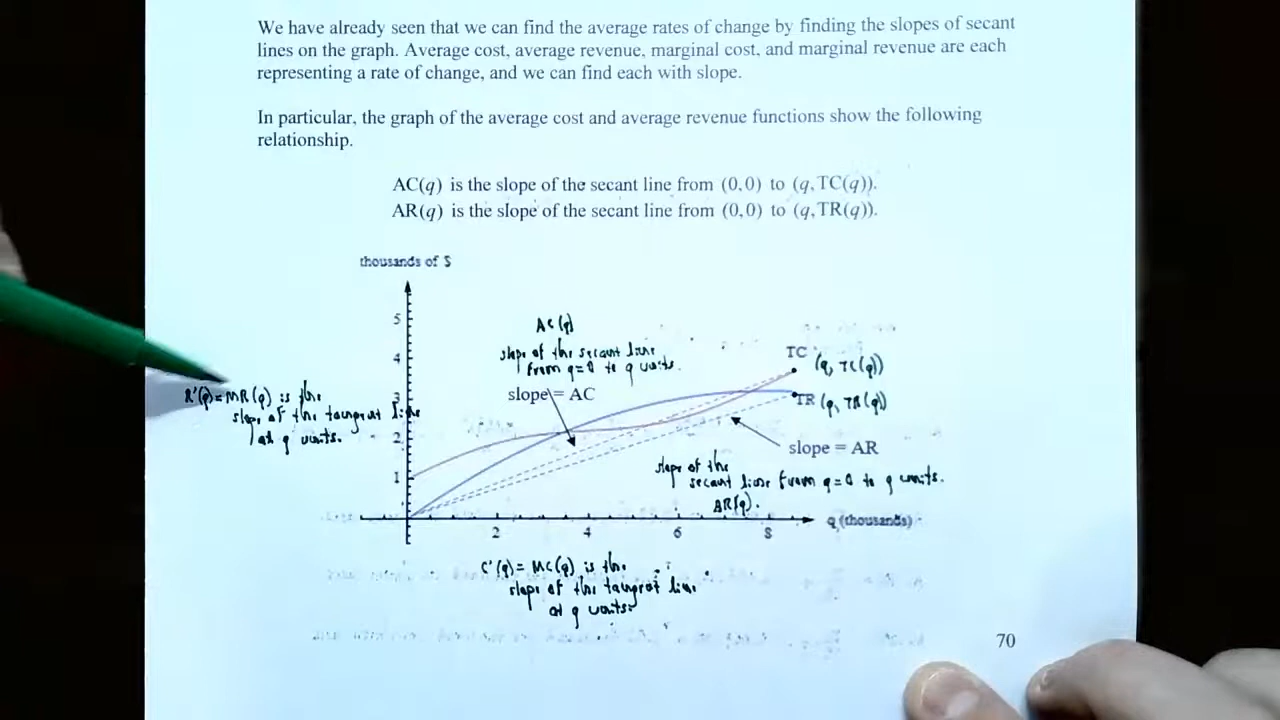 We have already seen that we can find the average rates of change by finding the slopes of secant
lines on the graph. Average cost, average revenue, marginal cost, and marginal revenue are each
representing a rate of change, and we can find each with slope.
In particular, the graph of the average cost and average revenue functions show the following
relationship.
AC(q) is the slope of the secant line from (0,0) to (q,TC(q)).
AR(q) is the slope of the secant line from (0,0) to (q,TR(q)).
thousands of $
5
4
3
2
1
AC(q)
slope of the secant line
from q=0 to q units.
slope = AC
TC
(q, TC(q))
TR (q, TR(q))
R'(q)=MR(q) is the
slope of the tangent line
at q units.
slope = AR
slope of the
secant line from q=0 to q units.
AR(q).
2 4 6 8
q (thousands)
C'(q)= MC(q) is the
slope of the tangent line
at q units.
70